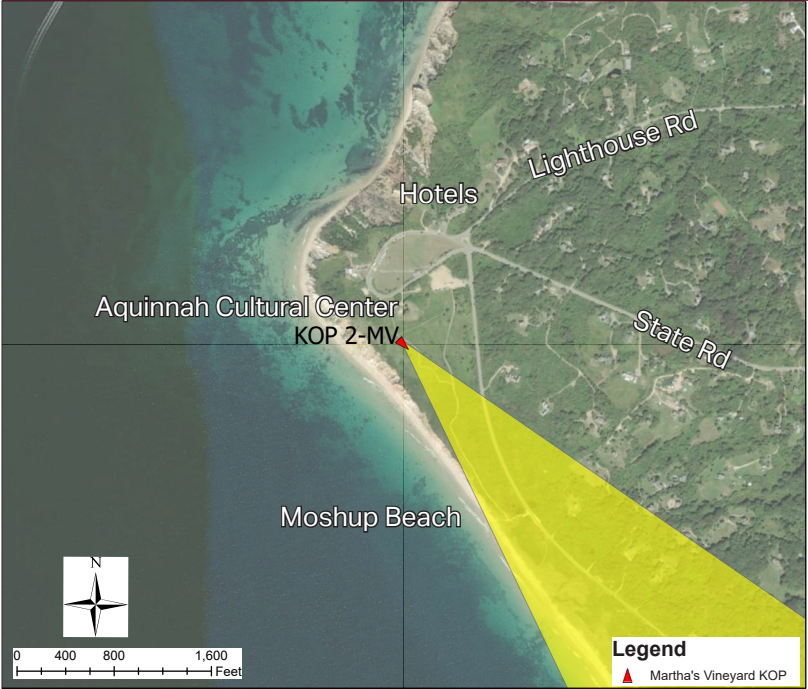 Lighthouse Rd
Hotels
Aquinnah Cultural Center
KOP 2-MV
State Rd
Moshup Beach
N
0 400 800 1,600
Feet
Legend
Martha's Vineyard KOP